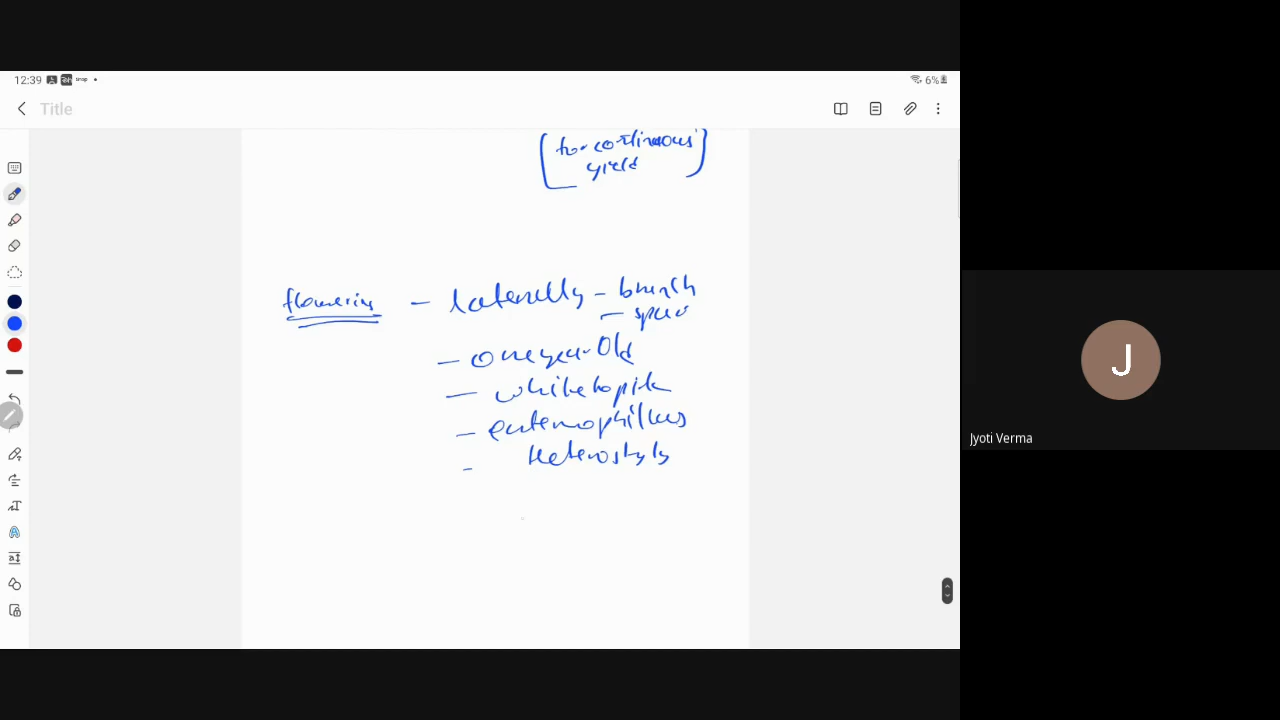 12:39
6%
Title
for continuous
yield
flowering - laterally - branch
- spur
- one year old
- white to pink
- entemophillus
- Heterostyly
J
Jyoti Verma